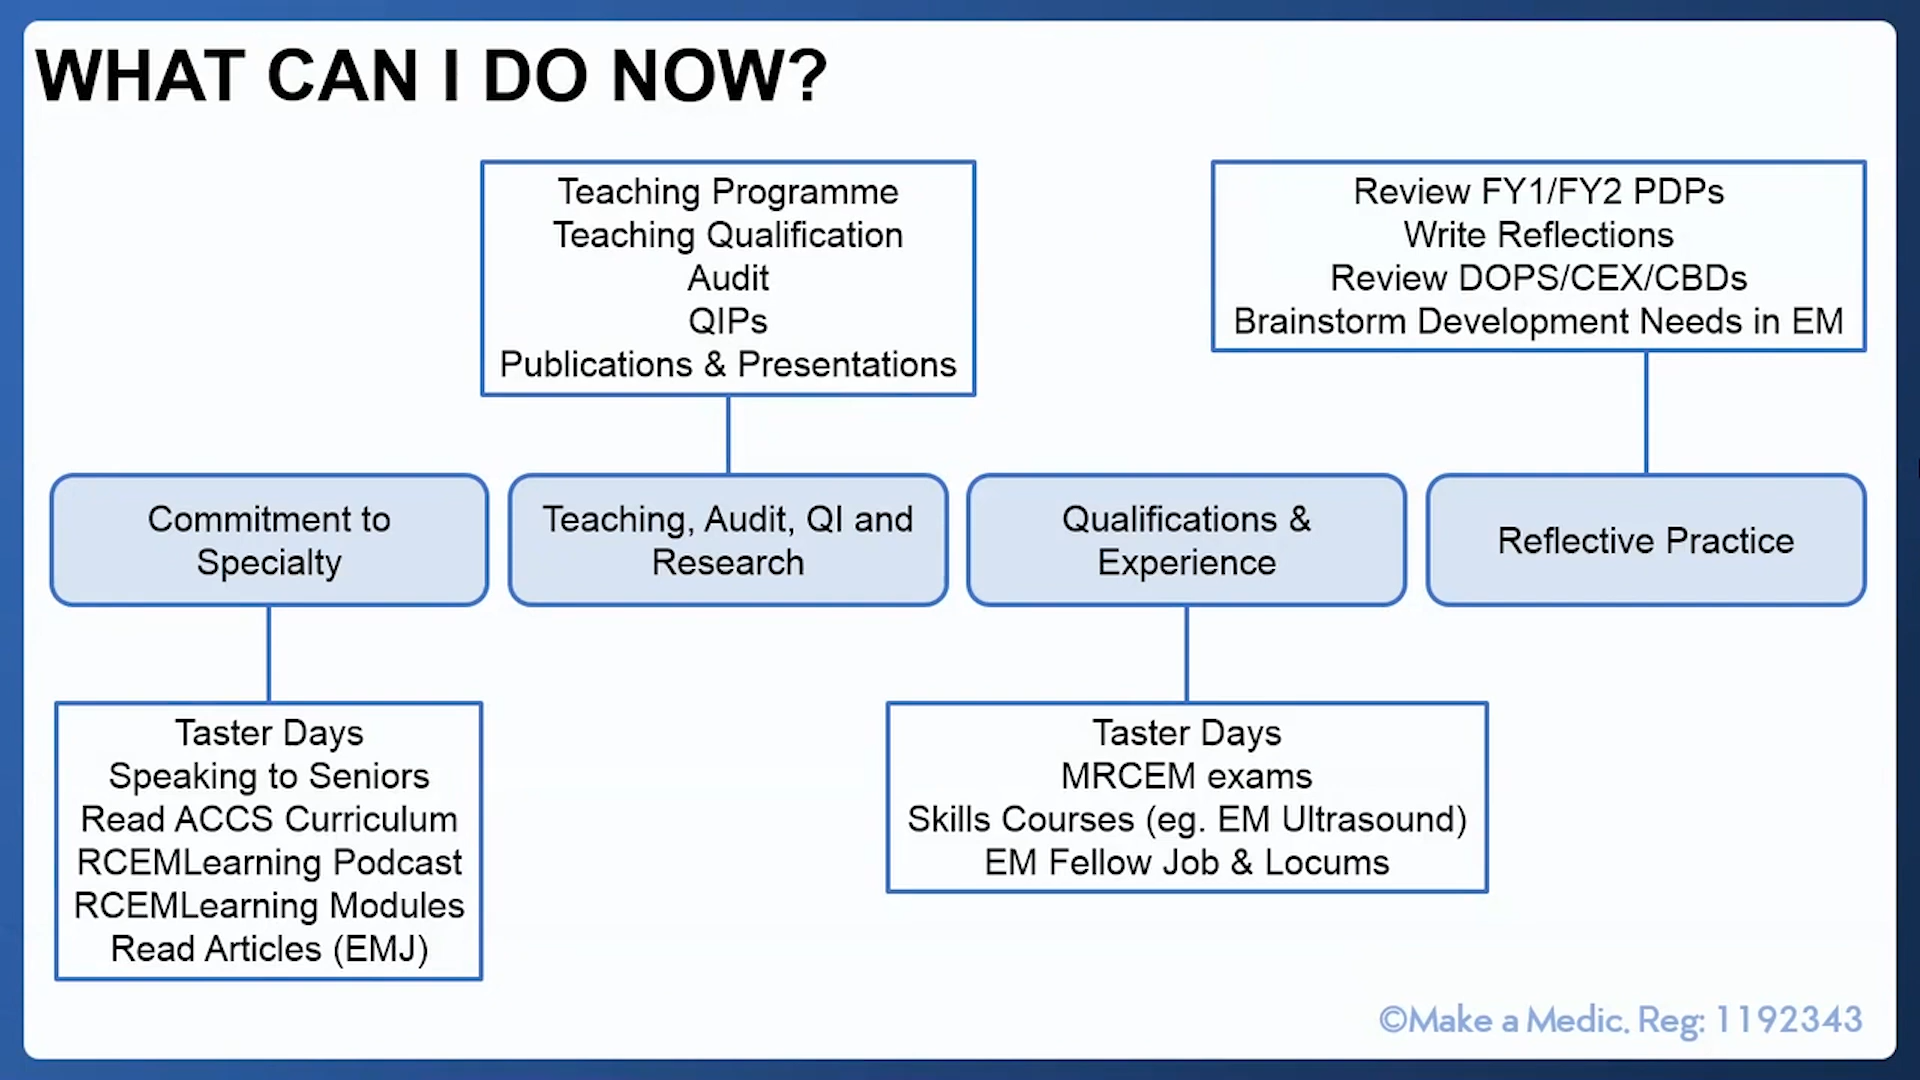 WHAT CAN I DO NOW?
Teaching Programme
Teaching Qualification
Audit
QIPs
Publications & Presentations
Review FY1/FY2 PDPs
Write Reflections
Review DOPS/CEX/CBDs
Brainstorm Development Needs in EM
Commitment to
Specialty
Teaching, Audit, QI and
Research
Qualifications &
Experience
Reflective Practice
Taster Days
Speaking to Seniors
Read ACCS Curriculum
RCEMLearning Podcast
RCEMLearning Modules
Read Articles (EMJ)
Taster Days
MRCEM exams
Skills Courses (eg. EM Ultrasound)
EM Fellow Job & Locums
©Make a Medic. Reg: 1192343